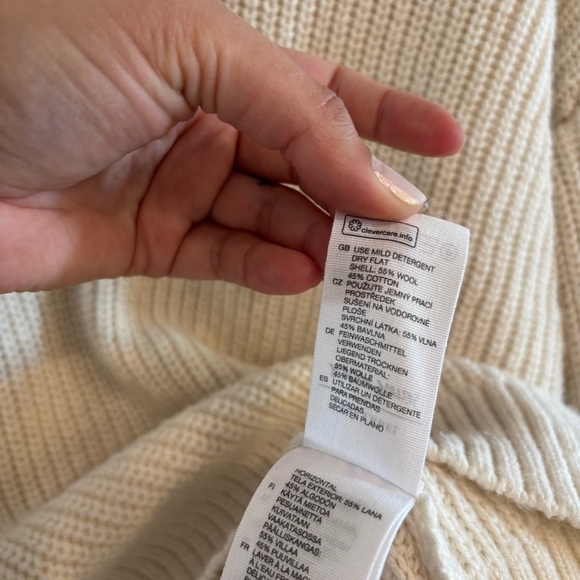 clevercare.info
GB USE MILD DETERGENT
DRY FLAT
SHELL: 55% WOOL
45% COTTON
CZ POUŽIJTE JEMNÝ PRACÍ
PROSTŘEDEK
SUŠENÍ NA VODOROVNÉ
PLOŠE
SVRCHNÍ LÁTKA: 55% VLNA
45% BAVLNA
DE FEINWASCHMITTEL
VERWENDEN
LIEGEND TROCKNEN
OBERMATERIAL:
55% WOLLE
45% BAUMWOLLE
ES UTILIZAR UN DETERGENTE
PARA PRENDAS
DELICADAS
SECAR EN PLANO
HORIZONTAL
TELA EXTERIOR: 55% LANA
45% ALGODÓN
FI KÄYTÄ MIETOA
PESUAINETTA
KUIVATAAN
VAAKATASOSSA
PÄÄLLISKANGAS:
55% VILLAA
45% PUUVILLAA
FR LAVER À LA MAIN
À L'EAU